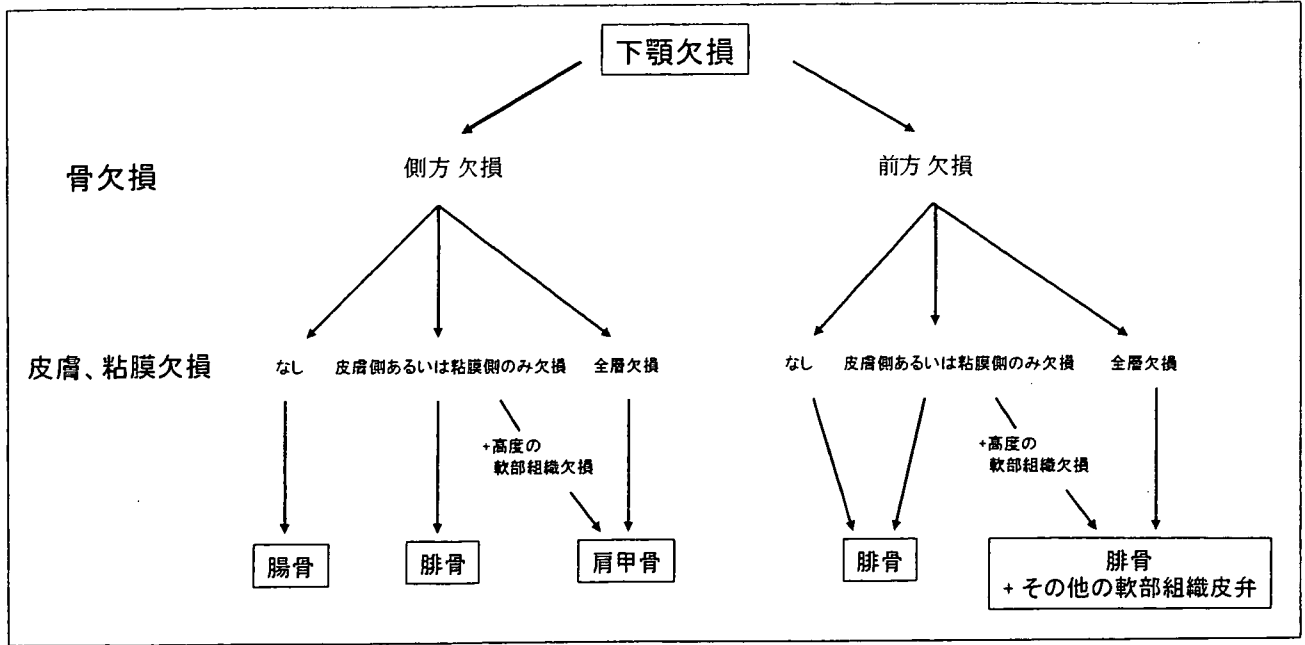 下顎欠損
骨欠損
側方 欠損
前方 欠損
皮膚、粘膜欠損
なし
皮膚側あるいは粘膜側のみ欠損
全層欠損
なし
皮膚側あるいは粘膜側のみ欠損
全層欠損
+高度の
軟部組織欠損
+高度の
軟部組織欠損
腸骨
腓骨
肩甲骨
腓骨
腓骨
+ その他の軟部組織皮弁